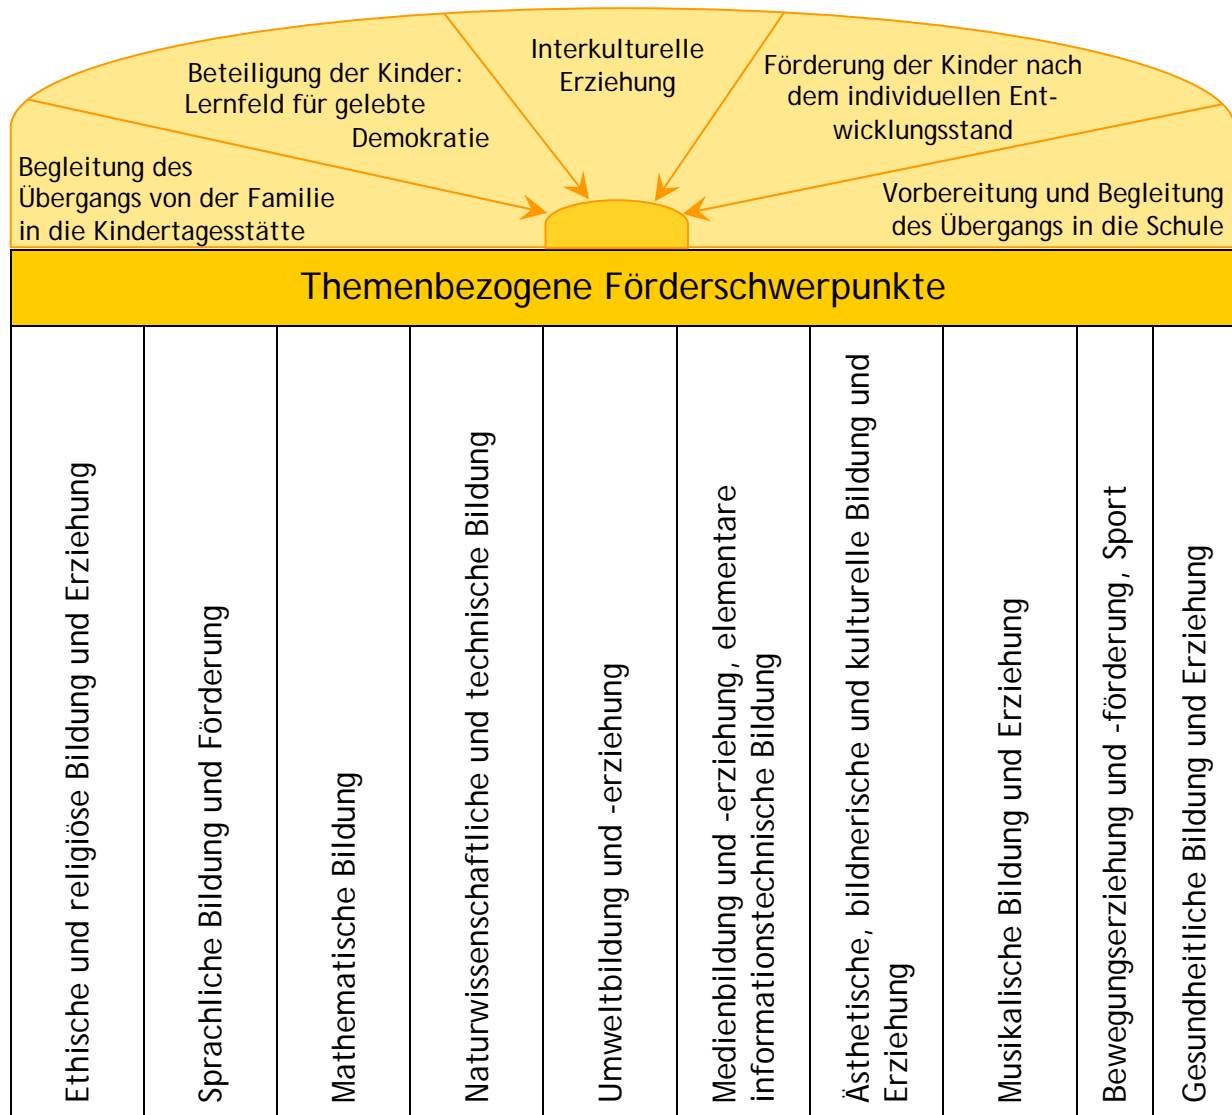 Begleitung des
Übergangs von der Familie
in die Kindertagesstätte
Beteiligung der Kinder:
Lernfeld für gelebte
Demokratie
Interkulturelle
Erziehung
Förderung der Kinder nach
dem individuellen Ent-
wicklungsstand
Vorbereitung und Begleitung
des Übergangs in die Schule
Themenbezogene Förderschwerpunkte
Ethische und religiöse Bildung und Erziehung
Sprachliche Bildung und Förderung
Mathematische Bildung
Naturwissenschaftliche und technische Bildung
Umweltbildung und -erziehung
Medienbildung und -erziehung, elementare
informationstechnische Bildung
Ästhetische, bildnerische und kulturelle Bildung und
Erziehung
Musikalische Bildung und Erziehung
Bewegungserziehung und -förderung, Sport
Gesundheitliche Bildung und Erziehung